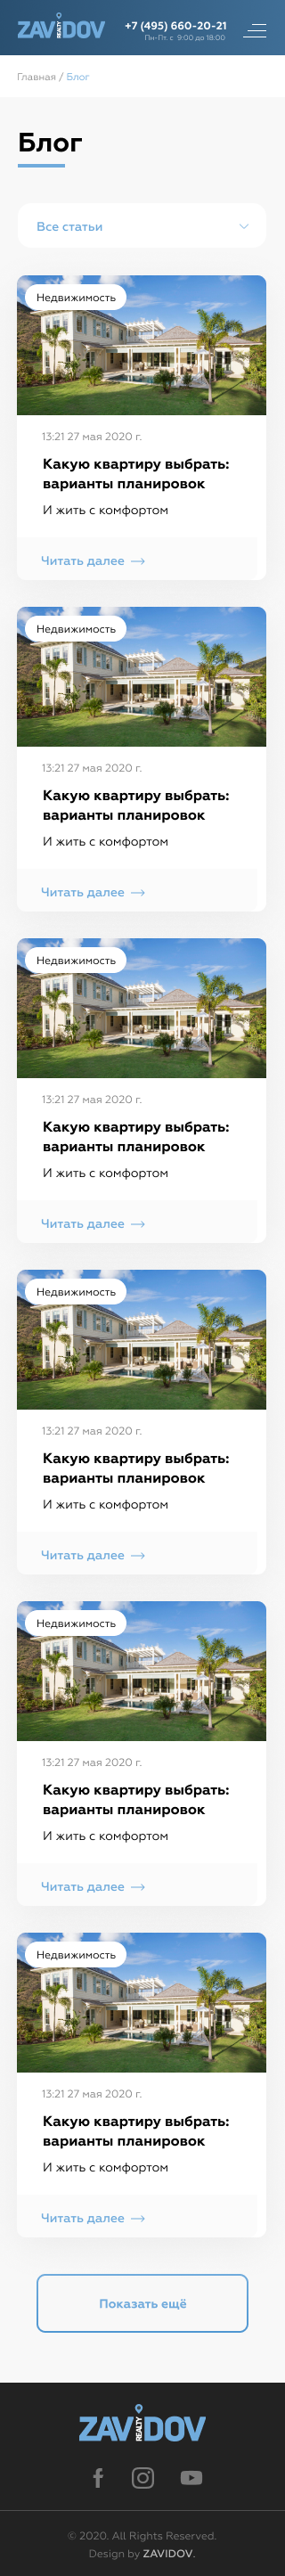 ZAVIDOV
REALTY
+7 (495) 660-20-21
Пн-Пт. с 9:00 до 18:00
Главная / Блог
Блог
Все статьи
Недвижимость
13:21 27 мая 2020 г.
Какую квартиру выбрать:
варианты планировок
И жить с комфортом
Читать далее
Недвижимость
13:21 27 мая 2020 г.
Какую квартиру выбрать:
варианты планировок
И жить с комфортом
Читать далее
Недвижимость
13:21 27 мая 2020 г.
Какую квартиру выбрать:
варианты планировок
И жить с комфортом
Читать далее
Недвижимость
13:21 27 мая 2020 г.
Какую квартиру выбрать:
варианты планировок
И жить с комфортом
Читать далее
Недвижимость
13:21 27 мая 2020 г.
Какую квартиру выбрать:
варианты планировок
И жить с комфортом
Читать далее
Недвижимость
13:21 27 мая 2020 г.
Какую квартиру выбрать:
варианты планировок
И жить с комфортом
Читать далее
Показать ещё
ZAVIDOV
REALTY
© 2020. All Rights Reserved.
Design by ZAVIDOV.